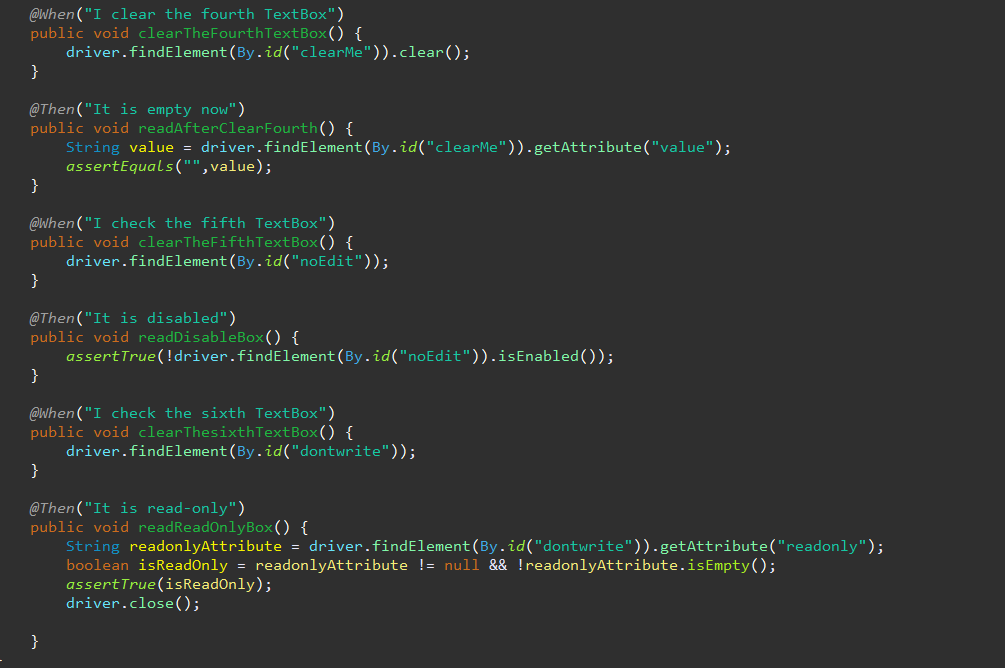 @When("I clear the fourth TextBox")
public void clearTheFourthTextBox() {
    driver.findElement(By.id("clearMe")).clear();
}

@Then("It is empty now")
public void readAfterClearFourth() {
    String value = driver.findElement(By.id("clearMe")).getAttribute("value");
    assertEquals("",value);
}

@When("I check the fifth TextBox")
public void clearTheFifthTextBox() {
    driver.findElement(By.id("noEdit"));
}

@Then("It is disabled")
public void readDisableBox() {
    assertTrue(!driver.findElement(By.id("noEdit")).isEnabled());
}

@When("I check the sixth TextBox")
public void clearThesixthTextBox() {
    driver.findElement(By.id("dontwrite"));
}

@Then("It is read-only")
public void readReadOnlyBox() {
    String readonlyAttribute = driver.findElement(By.id("dontwrite")).getAttribute("readonly");
    boolean isReadOnly = readonlyAttribute != null && !readonlyAttribute.isEmpty();
    assertTrue(isReadOnly);
    driver.close();

}